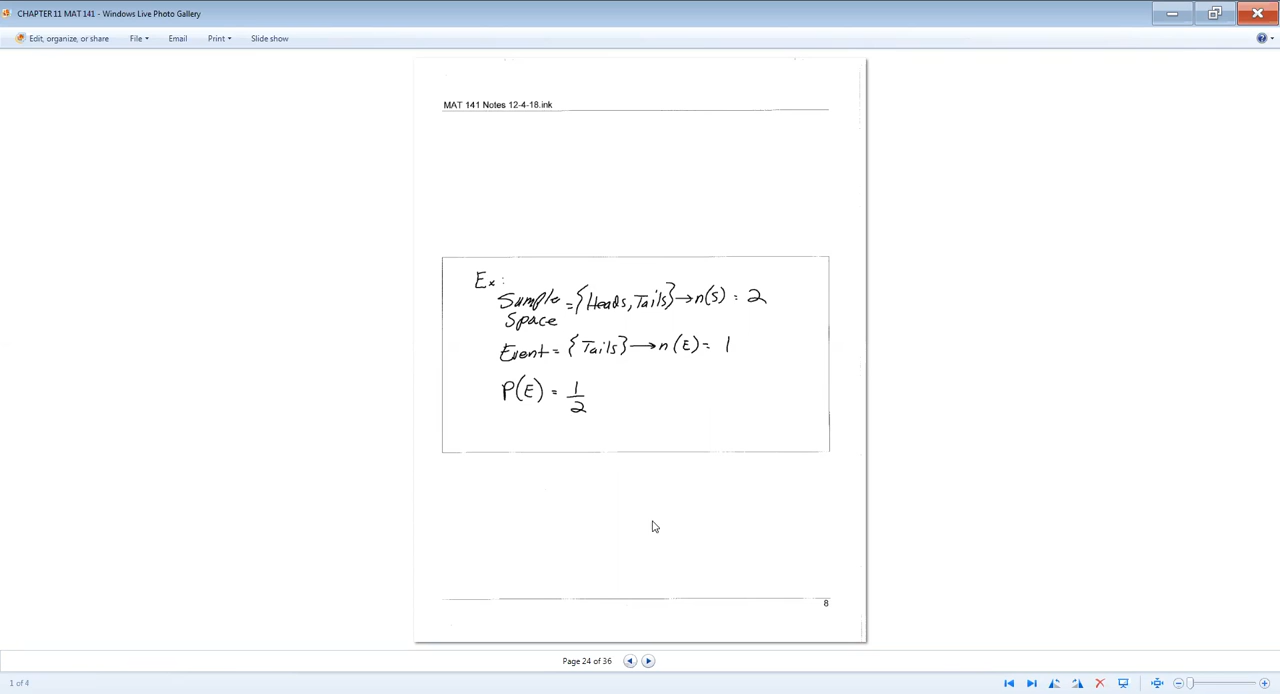 CHAPTER 11 MAT 141 - Windows Live Photo Gallery
Edit, organize, or share File Email Print Slide show
MAT 141 Notes 12-4-18.ink
Ex:
Sample Space = {Heads, Tails} → n(S) = 2
Event = {Tails} → n(E) = 1
P(E) = 1/2
8
Page 24 of 36
1 of 4